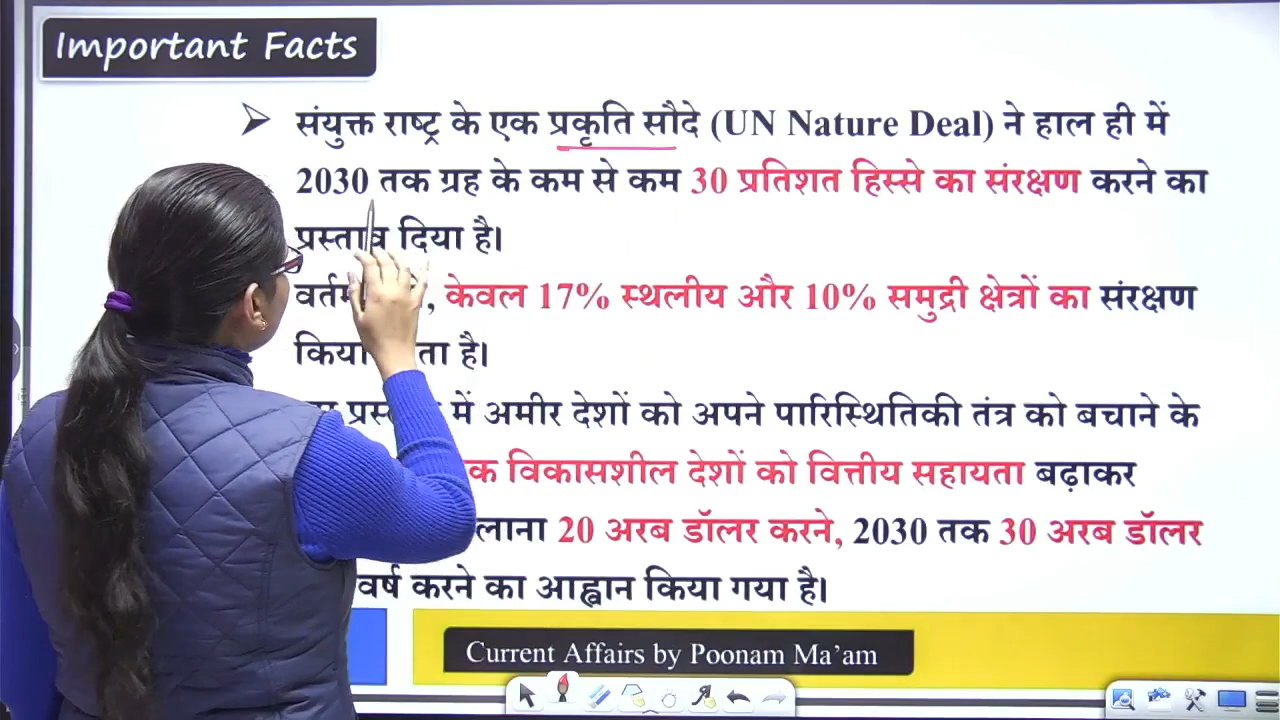 Important Facts
संयुक्त राष्ट्र के एक प्रकृति सौदे (UN Nature Deal) ने हाल ही में
2030 तक ग्रह के कम से कम 30 प्रतिशत हिस्से का संरक्षण करने का
प्रस्ताव दिया है।
केवल 17% स्थलीय और 10% समुद्री क्षेत्रों का संरक्षण
है।
में अमीर देशों को अपने पारिस्थितिकी तंत्र को बचाने के
विकासशील देशों को वित्तीय सहायता बढ़ाकर
20 अरब डॉलर करने, 2030 तक 30 अरब डॉलर
वर्ष करने का आह्वान किया गया है।
Current Affairs by Poonam Ma'am